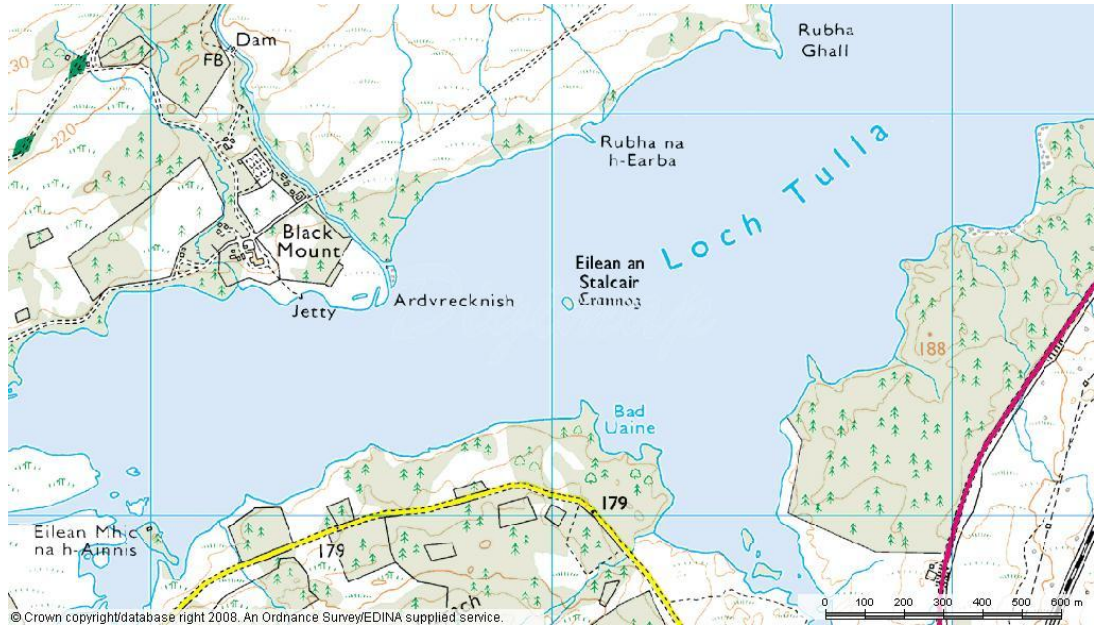 Dam
FB
230
220
Rubha
Ghall
Rubha na
h-Earba
Loch Tulla
Black
Mount
Jetty
Ardvrecknish
Eilean an
Stalcair
Crannog
188
Bad
Uaine
179
179
Eilean Mhic
na h-Ainnis
0 100 200 300 400 500 600 m
© Crown copyright/database right 2008. An Ordnance Survey/EDINA supplied service.